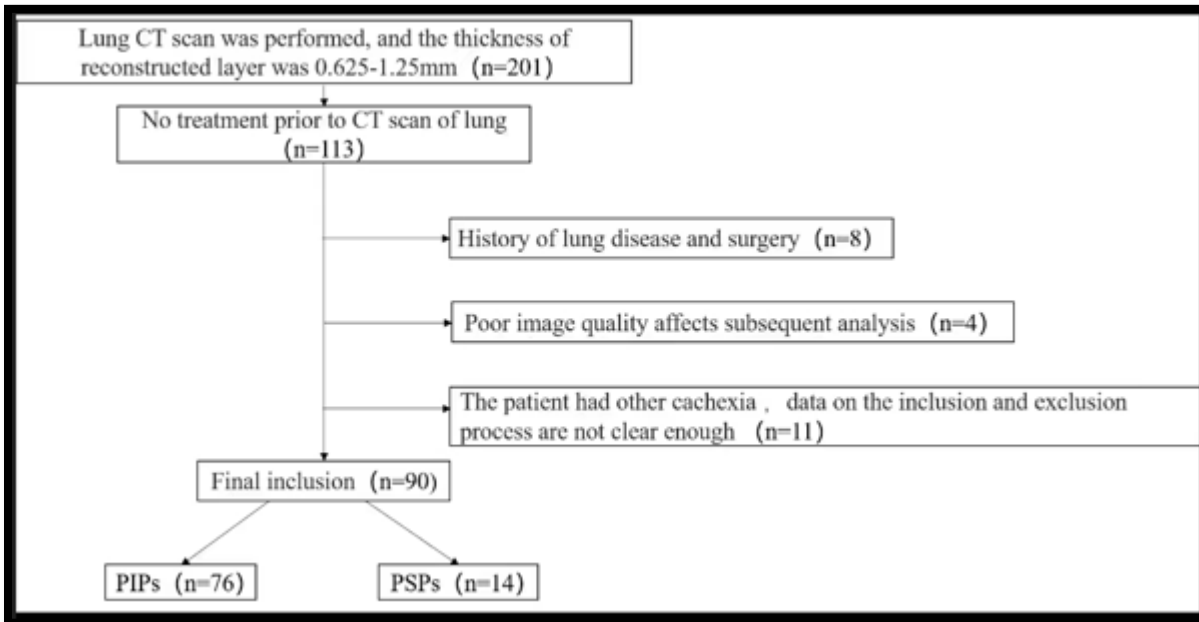 Lung CT scan was performed, and the thickness of
reconstructed layer was 0.625-1.25mm (n=201)
No treatment prior to CT scan of lung
(n=113)
History of lung disease and surgery (n=8)
Poor image quality affects subsequent analysis (n=4)
The patient had other cachexia , data on the inclusion and exclusion
process are not clear enough (n=11)
Final inclusion (n=90)
PIPs (n=76)
PSPs (n=14)